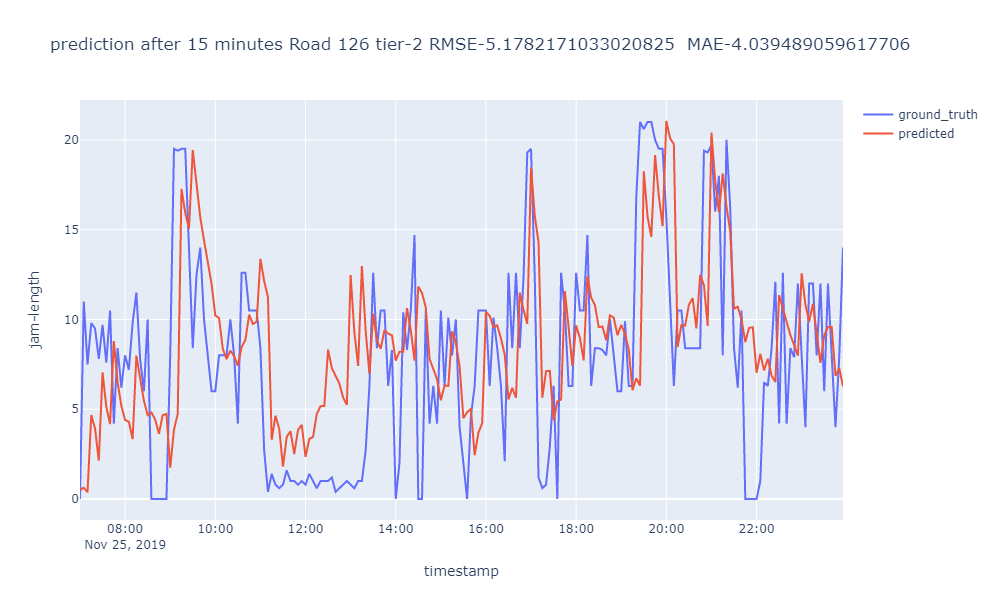 prediction after 15 minutes Road 126 tier-2 RMSE-5.1782171033020825  MAE-4.039489059617706
ground_truth
predicted
20
15
10
5
0
jam-length
08:00
10:00
12:00
14:00
16:00
18:00
20:00
22:00
Nov 25, 2019
timestamp